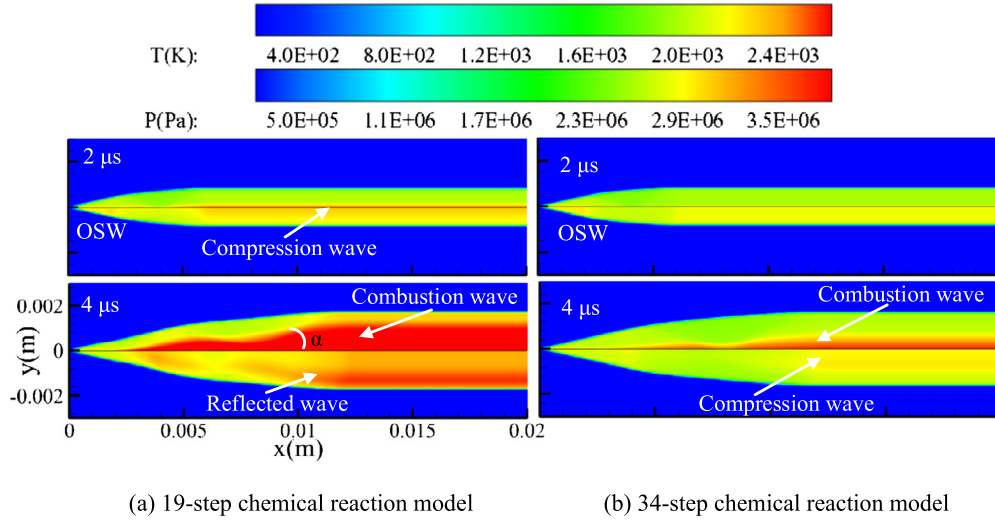 T(K): 4.0E+02 8.0E+02 1.2E+03 1.6E+03 2.0E+03 2.4E+03
P(Pa): 5.0E+05 1.1E+06 1.7E+06 2.3E+06 2.9E+06 3.5E+06
2 μs
OSW
Compression wave
2 μs
OSW
0.002
0
-0.002
y(m)
4 μs
Combustion wave
α
Reflected wave
0 0.005 0.01 0.015 0.02
x(m)
4 μs
Combustion wave
Compression wave
(a) 19-step chemical reaction model
(b) 34-step chemical reaction model